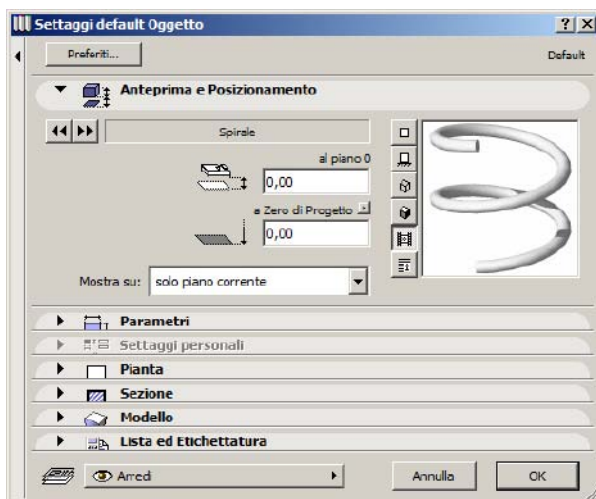 Settaggi default Oggetto
Preferiti...
Default
Anteprima e Posizionamento
Spirale
al piano 0
0,00
a Zero di Progetto
0,00
Mostra su: solo piano corrente
Parametri
Settaggi personali
Pianta
Sezione
Modello
Lista ed Etichettatura
Arredi
Annulla
OK